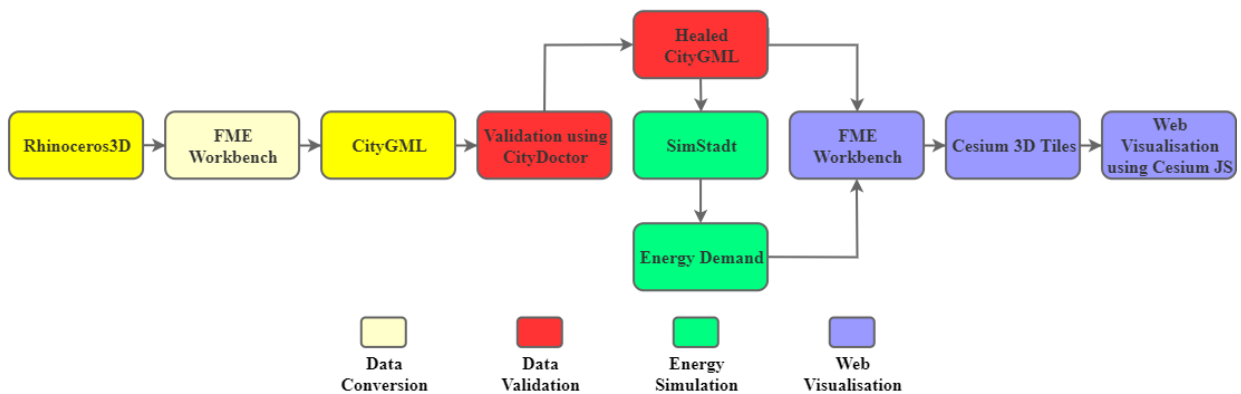 Healed
CityGML
Rhinoceros3D
FME
Workbench
CityGML
Validation using
CityDoctor
SimStadt
FME
Workbench
Cesium 3D Tiles
Web
Visualisation
using Cesium JS
Energy Demand
Data
Conversion
Data
Validation
Energy
Simulation
Web
Visualisation